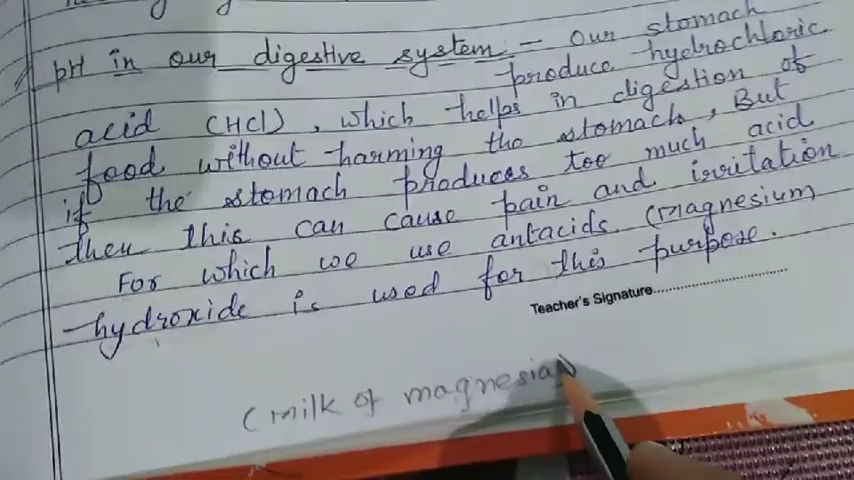 pH in our digestive system - Our stomach
produce hydrochloric
acid (HCl), which helps in digestion of
food without harming the stomach, But
if the stomach produces too much acid
then this can cause pain and irritation
For which we use antacids. (Magnesium
hydroxide is used for this purpose.
Teacher's Signature
(milk of magnesia)